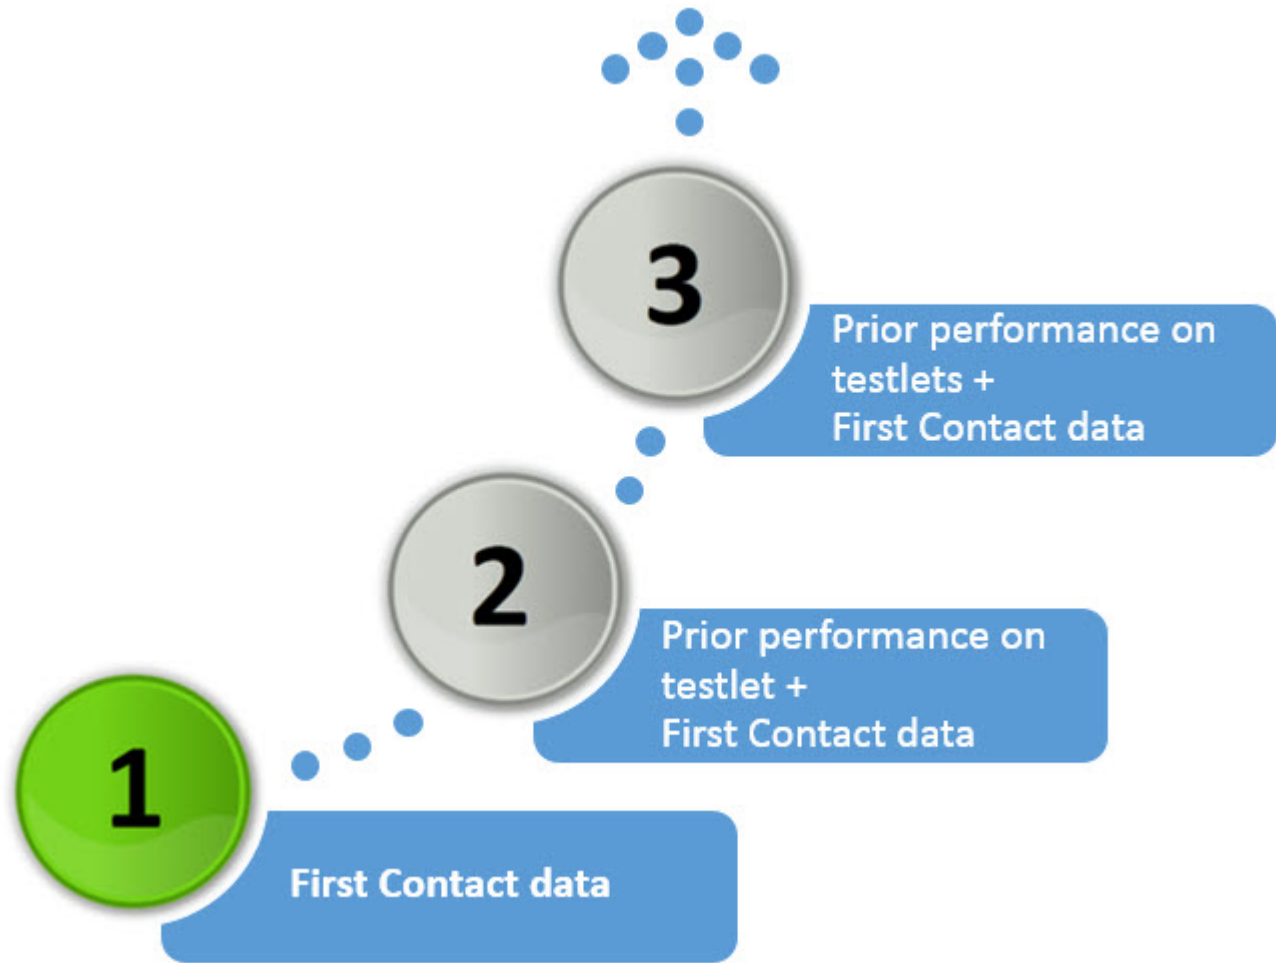 3
Prior performance on
testlets +
First Contact data
2
Prior performance on
testlet +
First Contact data
1
First Contact data